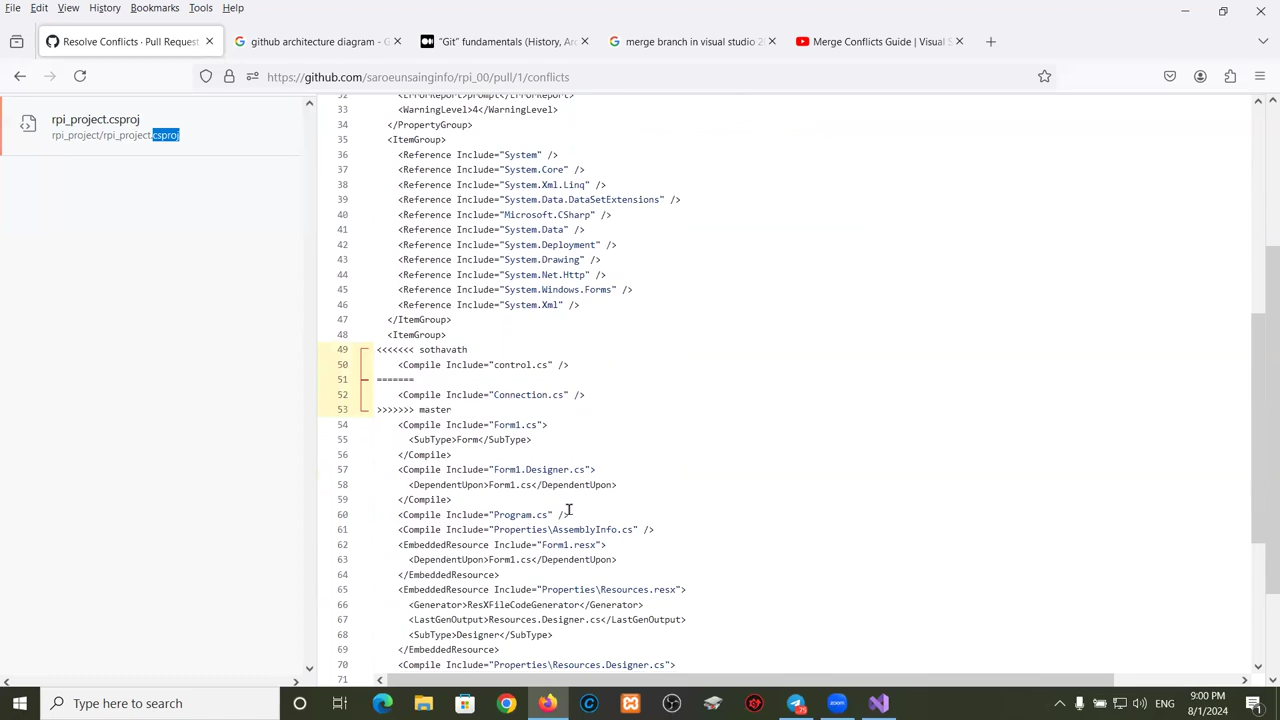 File Edit View History Bookmarks Tools Help
Resolve Conflicts · Pull Request
github architecture diagram - G
"Git" fundamentals (History, Ar
merge branch in visual studio 2
Merge Conflicts Guide | Visual S
https://github.com/saroeunsainginfo/rpi_00/pull/1/conflicts
rpi_project.csproj
rpi_project/rpi_project.csproj
32 <ErrorReport>prompt</ErrorReport>
33 <WarningLevel>4</WarningLevel>
34 </PropertyGroup>
35 <ItemGroup>
36 <Reference Include="System" />
37 <Reference Include="System.Core" />
38 <Reference Include="System.Xml.Linq" />
39 <Reference Include="System.Data.DataSetExtensions" />
40 <Reference Include="Microsoft.CSharp" />
41 <Reference Include="System.Data" />
42 <Reference Include="System.Deployment" />
43 <Reference Include="System.Drawing" />
44 <Reference Include="System.Net.Http" />
45 <Reference Include="System.Windows.Forms" />
46 <Reference Include="System.Xml" />
47 </ItemGroup>
48 <ItemGroup>
49 <<<<<<< sothavath
50 <Compile Include="control.cs" />
51 =======
52 <Compile Include="Connection.cs" />
53 >>>>>>> master
54 <Compile Include="Form1.cs">
55 <SubType>Form</SubType>
56 </Compile>
57 <Compile Include="Form1.Designer.cs">
58 <DependentUpon>Form1.cs</DependentUpon>
59 </Compile>
60 <Compile Include="Program.cs" />
61 <Compile Include="Properties\AssemblyInfo.cs" />
62 <EmbeddedResource Include="Form1.resx">
63 <DependentUpon>Form1.cs</DependentUpon>
64 </EmbeddedResource>
65 <EmbeddedResource Include="Properties\Resources.resx">
66 <Generator>ResXFileCodeGenerator</Generator>
67 <LastGenOutput>Resources.Designer.cs</LastGenOutput>
68 <SubType>Designer</SubType>
69 </EmbeddedResource>
70 <Compile Include="Properties\Resources.Designer.cs">
71
Type here to search
ENG
9:00 PM
8/1/2024